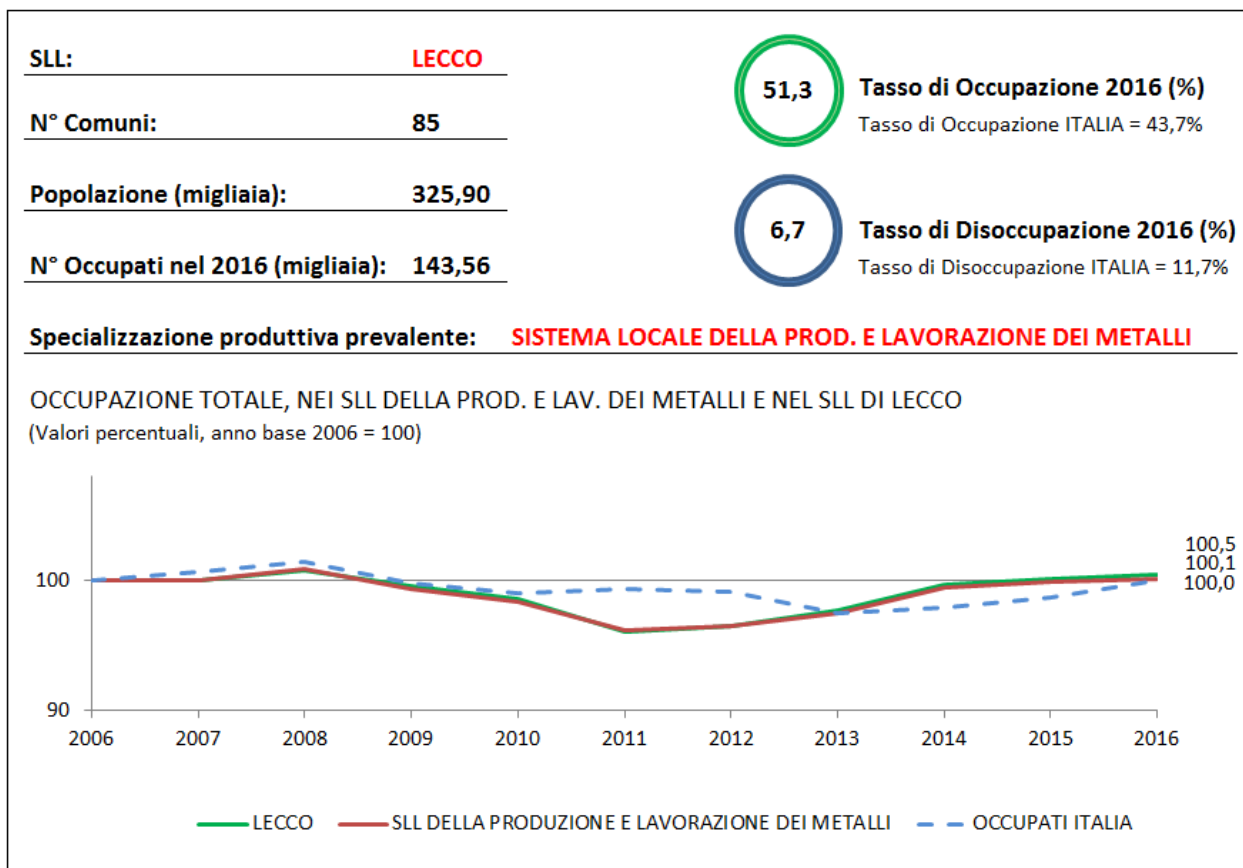 SLL: LECCO
N° Comuni: 85
Popolazione (migliaia): 325,90
N° Occupati nel 2016 (migliaia): 143,56
51,3 Tasso di Occupazione 2016 (%)
Tasso di Occupazione ITALIA = 43,7%
6,7 Tasso di Disoccupazione 2016 (%)
Tasso di Disoccupazione ITALIA = 11,7%
Specializzazione produttiva prevalente: SISTEMA LOCALE DELLA PROD. E LAVORAZIONE DEI METALLI
OCCUPAZIONE TOTALE, NEI SLL DELLA PROD. E LAV. DEI METALLI E NEL SLL DI LECCO
(Valori percentuali, anno base 2006 = 100)
100,5
100,1
100,0
100
90
2006 2007 2008 2009 2010 2011 2012 2013 2014 2015 2016
LECCO SLL DELLA PRODUZIONE E LAVORAZIONE DEI METALLI OCCUPATI ITALIA